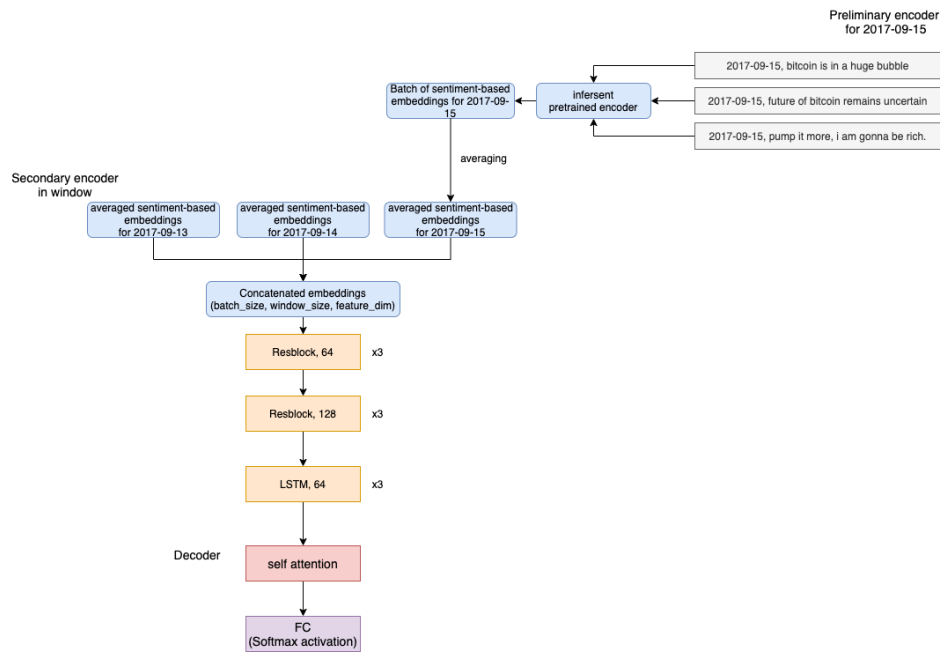 Preliminary encoder
for 2017-09-15
2017-09-15, bitcoin is in a huge bubble
Batch of sentiment-based
embeddings for 2017-09-
15
infersent
pretrained encoder
2017-09-15, future of bitcoin remains uncertain
2017-09-15, pump it more, i am gonna be rich.
averaging
Secondary encoder
in window
averaged sentiment-based
embeddings
for 2017-09-13
averaged sentiment-based
embeddings
for 2017-09-14
averaged sentiment-based
embeddings
for 2017-09-15
Concatenated embeddings
(batch_size, window_size, feature_dim)
Resblock, 64
x3
Resblock, 128
x3
LSTM, 64
x3
Decoder
self attention
FC
(Softmax activation)